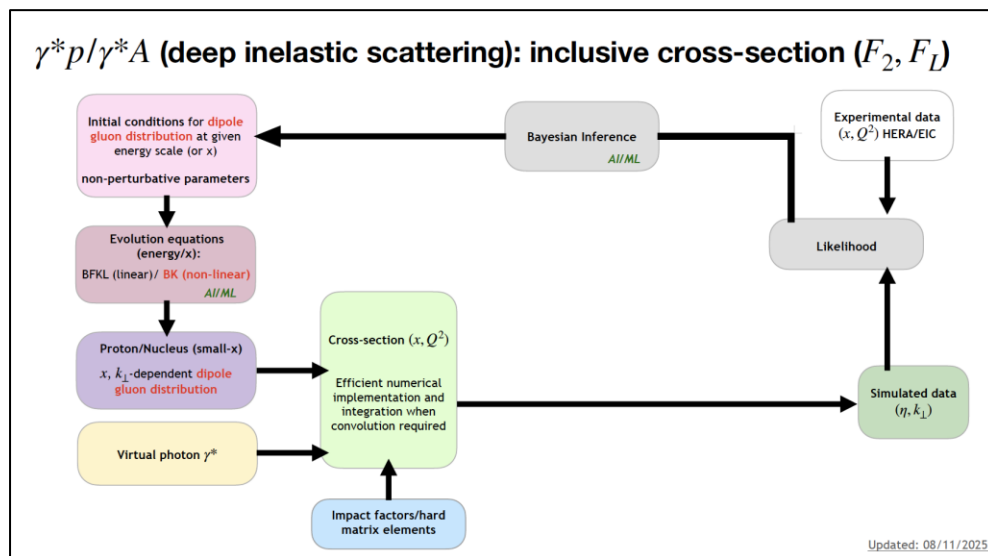 γ*p/γ*A (deep inelastic scattering): inclusive cross-section (F₂, F_L)
Initial conditions for dipole
gluon distribution at given
energy scale (or x)
non-perturbative parameters
Bayesian Inference
AI/ML
Experimental data
(x, Q²) HERA/EIC
Likelihood
Evolution equations
(energy/x):
BFKL (linear)/ BK (non-linear)
AI/ML
Proton/Nucleus (small-x)
x, k⊥-dependent dipole
gluon distribution
Cross-section (x, Q²)
Efficient numerical
implementation and
integration when
convolution required
Simulated data
(η, k⊥)
Virtual photon γ*
Impact factors/hard
matrix elements
Updated: 08/11/2025